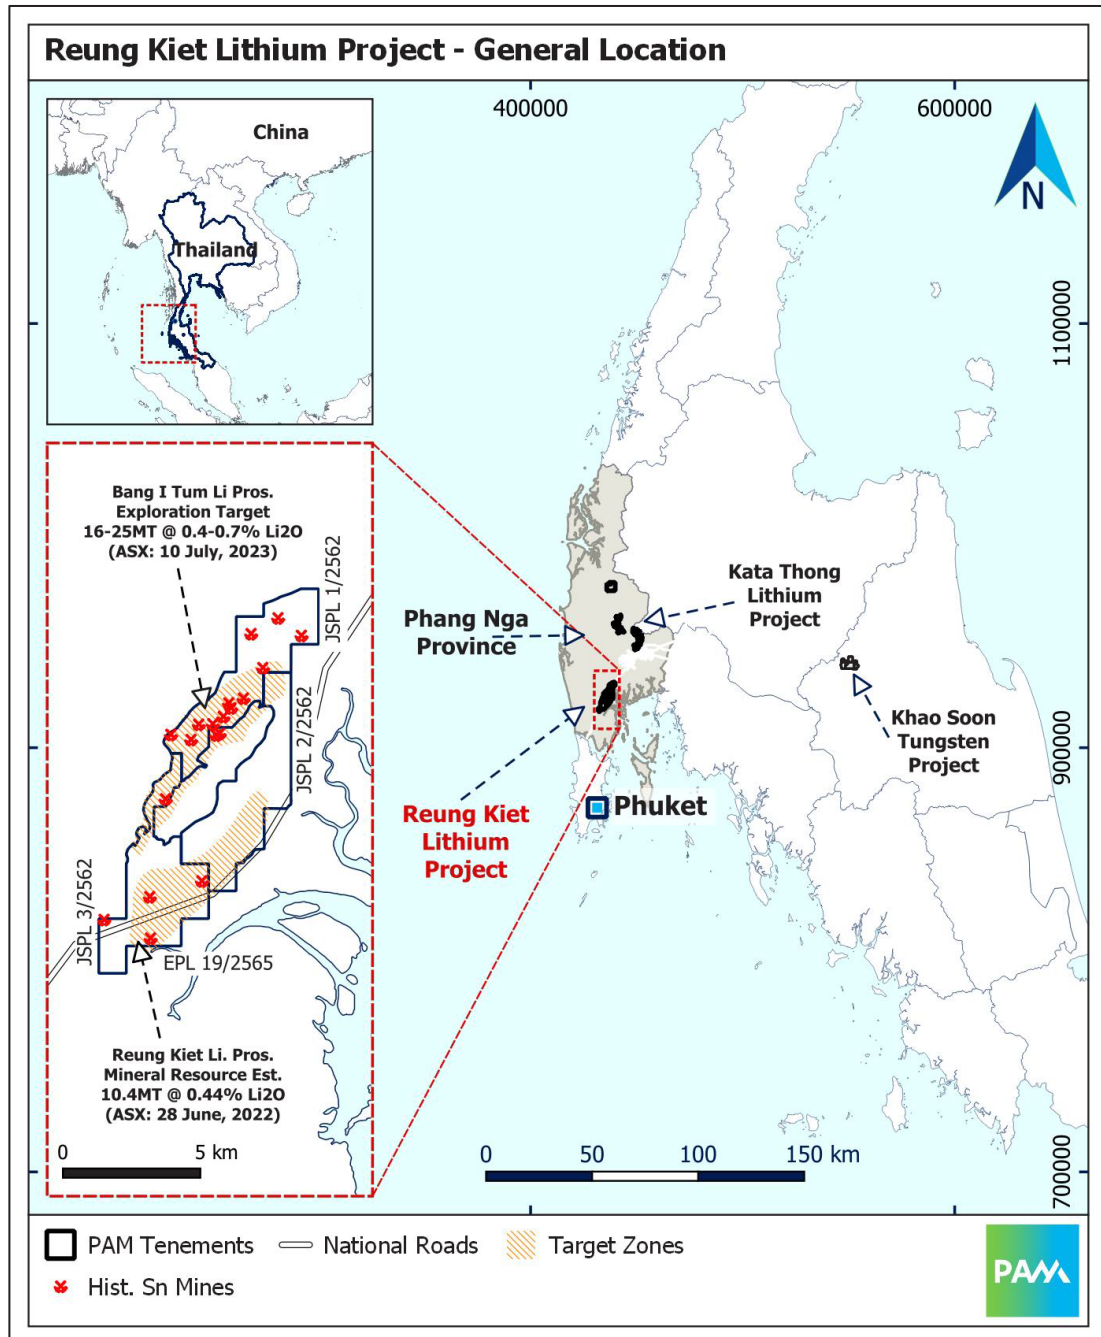 Reung Kiet Lithium Project - General Location
400000
600000
China
Thailand
N
1100000
900000
700000
Bang I Tum Li Pros.
Exploration Target
16-25MT @ 0.4-0.7% Li2O
(ASX: 10 July, 2023)
JSPL 1/2562
JSPL 2/2562
JSPL 3/2562
EPL 19/2565
Reung Kiet Li. Pros.
Mineral Resource Est.
10.4MT @ 0.44% Li2O
(ASX: 28 June, 2022)
0
5 km
Phang Nga
Province
Kata Thong
Lithium
Project
Khao Soon
Tungsten
Project
Reung Kiet
Lithium
Project
Phuket
0
50
100
150 km
PAM Tenements
National Roads
Target Zones
Hist. Sn Mines
PAM